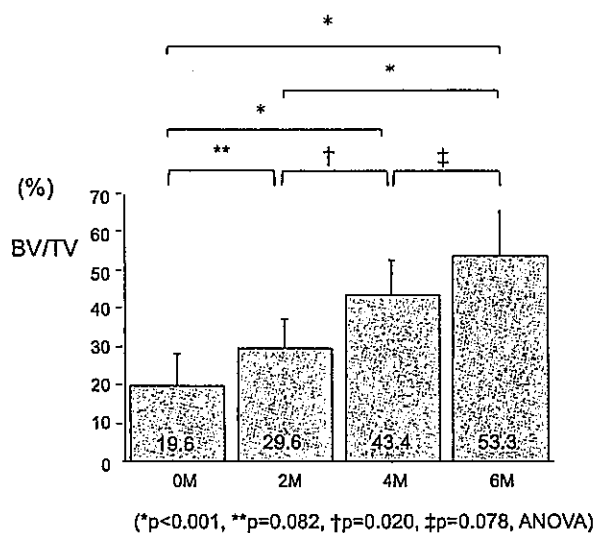 *
*
*
** † ‡
(%)
BV/TV
70
60
50
40
30
20
10
0
19.6 29.6 43.4 53.3
0M 2M 4M 6M
(*p<0.001, **p=0.082, †p=0.020, ‡p=0.078, ANOVA)